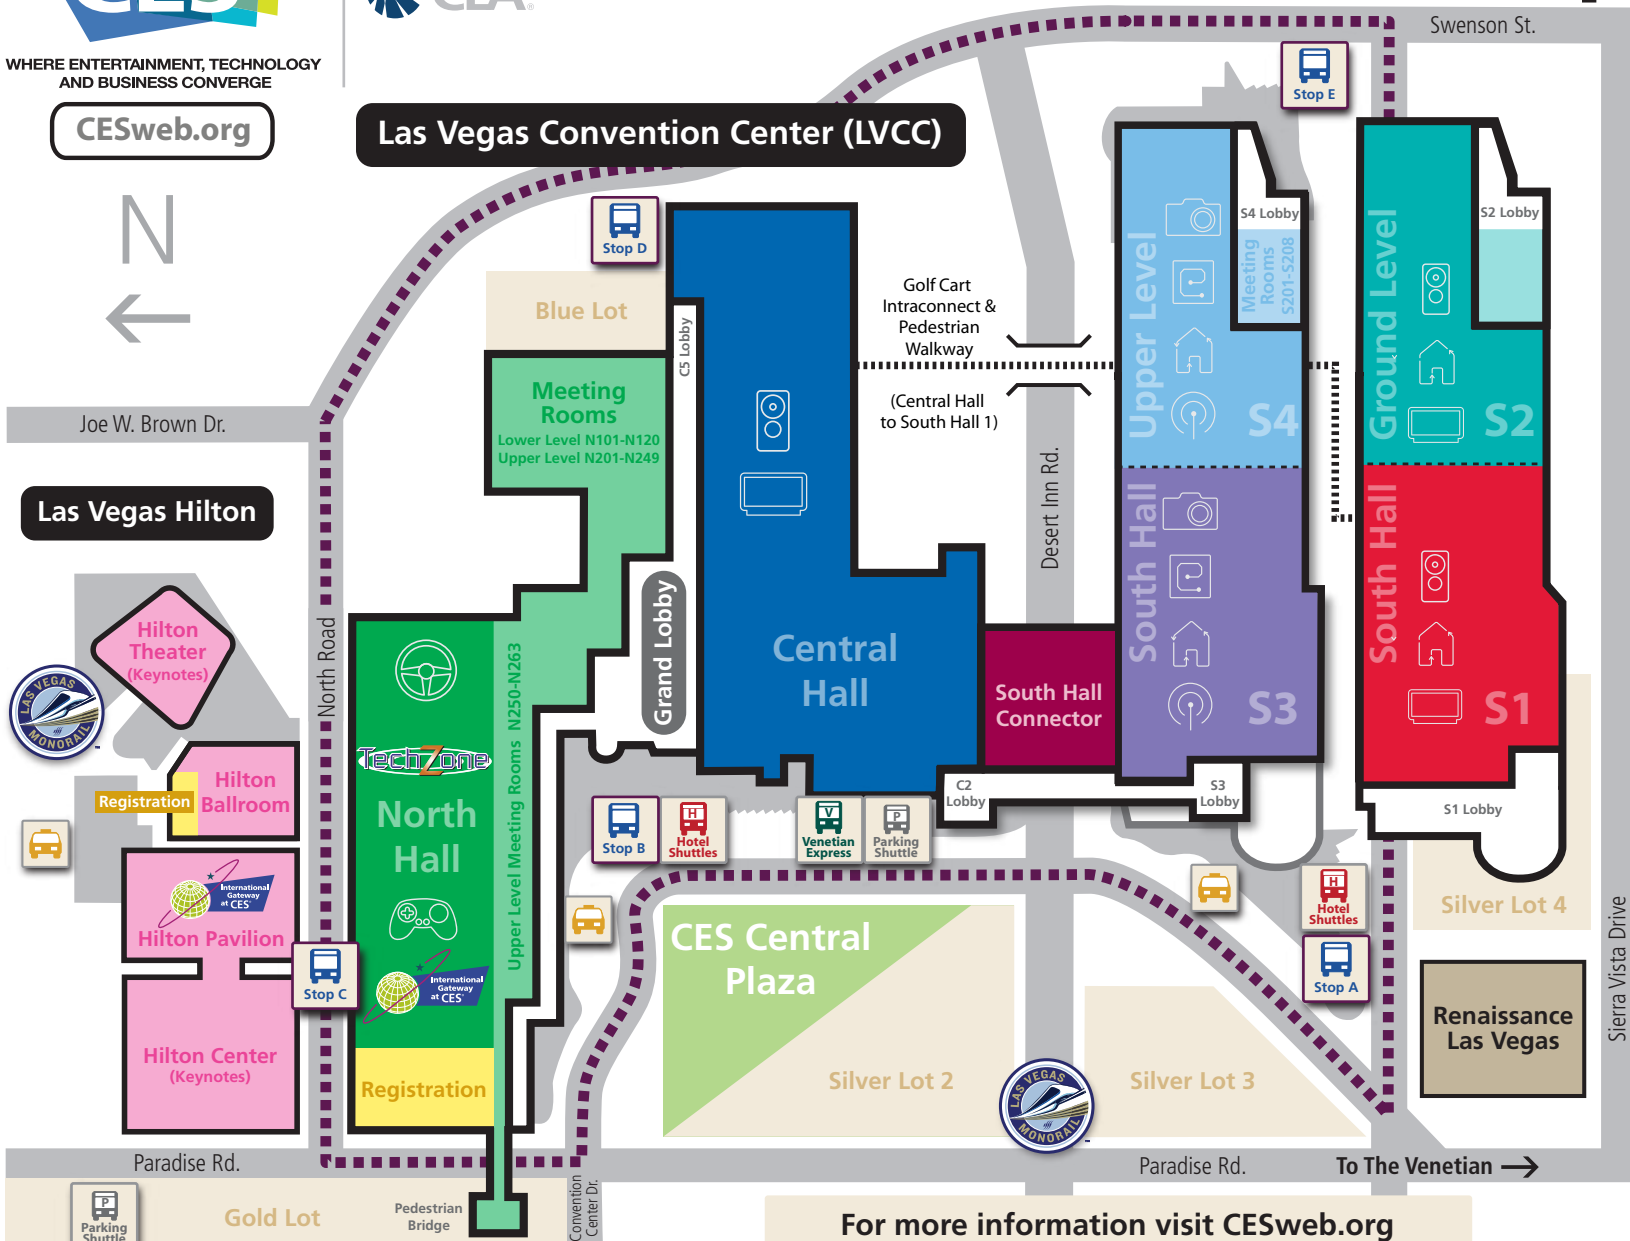 CES
CEA
WHERE ENTERTAINMENT, TECHNOLOGY
AND BUSINESS CONVERGE
CESweb.org
Las Vegas Convention Center (LVCC)
Swenson St.
Stop E
N
Stop D
Blue Lot
C5 Lobby
Golf Cart
Intraconnect &
Pedestrian
Walkway
(Central Hall
to South Hall 1)
Desert Inn Rd.
S4 Lobby
Meeting
Rooms
S201-S208
Upper Level
S4
S2 Lobby
Ground Level
S2
Joe W. Brown Dr.
Meeting
Rooms
Lower Level N101-N120
Upper Level N201-N249
Las Vegas Hilton
Hilton
Theater
(Keynotes)
LAS VEGAS
MONORAIL
North Road
Grand Lobby
Central
Hall
South Hall
Connector
South Hall
S3
South Hall
S1
Hilton
Ballroom
Registration
TechZone
North
Hall
Upper Level Meeting Rooms N250-N263
C2
Lobby
S3
Lobby
S1 Lobby
Stop B
H
Hotel
Shuttles
V
Venetian
Express
P
Parking
Shuttle
International
Gateway
at CES
Hilton Pavilion
Stop C
International
Gateway
at CES
CES Central
Plaza
H
Hotel
Shuttles
Stop A
Silver Lot 4
Renaissance
Las Vegas
Sierra Vista Drive
Hilton Center
(Keynotes)
Registration
Silver Lot 2
LAS VEGAS
MONORAIL
Silver Lot 3
Paradise Rd.
Paradise Rd.
To The Venetian
P
Parking
Shuttle
Gold Lot
Pedestrian
Bridge
Convention
Center Dr.
For more information visit CESweb.org